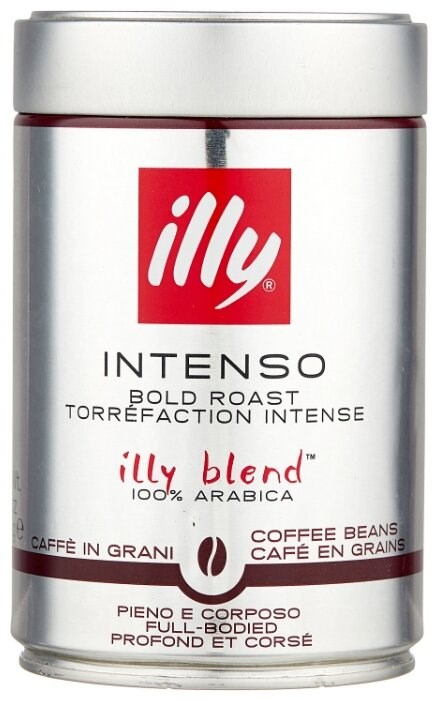 illy®
INTENSO
BOLD ROAST
TORRÉFACTION INTENSE
illy blend™
100% ARABICA
CAFFÈ IN GRANI
COFFEE BEANS
CAFÉ EN GRAINS
PIENO E CORPOSO
FULL-BODIED
PROFOND ET CORSÉ